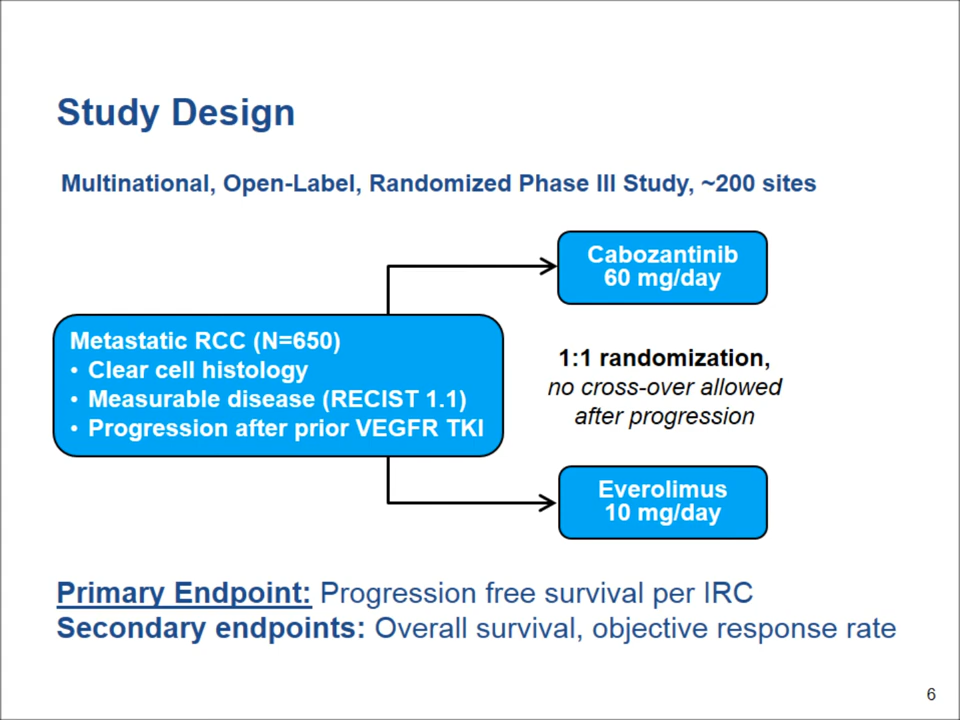 Study Design
Multinational, Open-Label, Randomized Phase III Study, ~200 sites
Cabozantinib
60 mg/day
Metastatic RCC (N=650)
• Clear cell histology
• Measurable disease (RECIST 1.1)
• Progression after prior VEGFR TKI
1:1 randomization,
no cross-over allowed
after progression
Everolimus
10 mg/day
Primary Endpoint: Progression free survival per IRC
Secondary endpoints: Overall survival, objective response rate
6